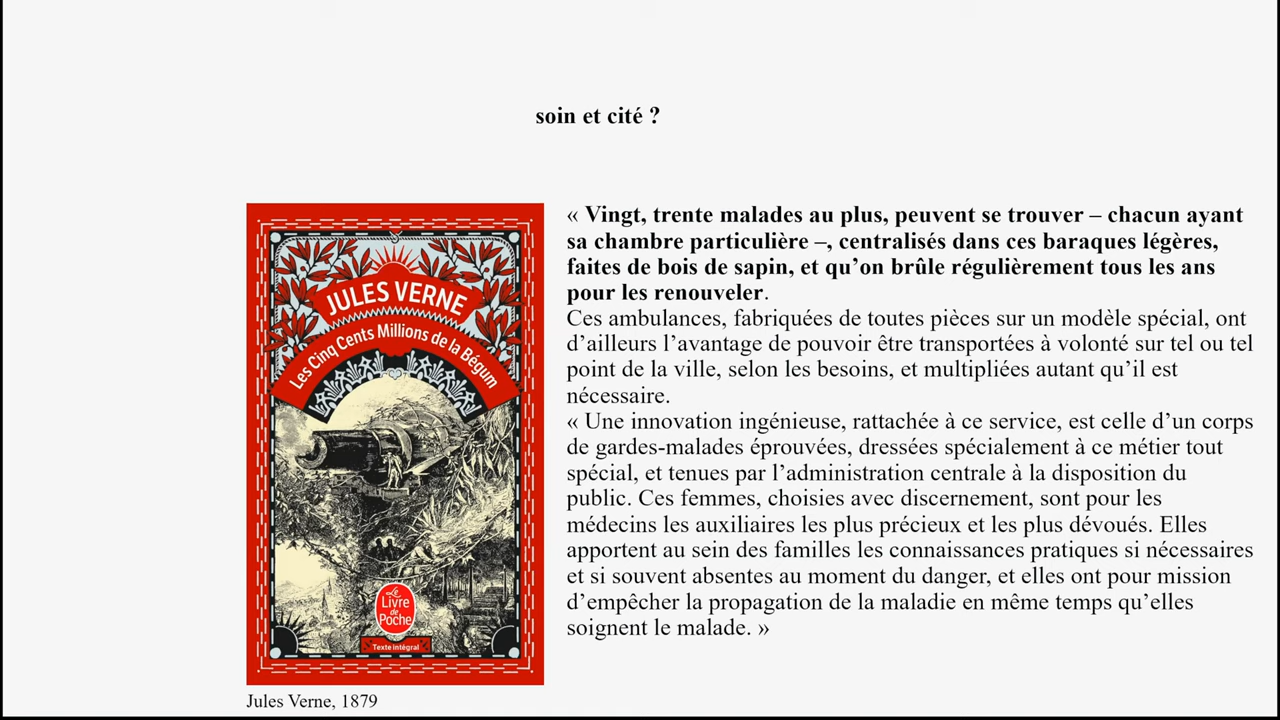 soin et cité ?
JULES VERNE
Les Cinq Cents Millions de la Bégum
Le
Livre
de
Poche
Texte intégral
Jules Verne, 1879
« Vingt, trente malades au plus, peuvent se trouver – chacun ayant
sa chambre particulière –, centralisés dans ces baraques légères,
faites de bois de sapin, et qu’on brûle régulièrement tous les ans
pour les renouveler.
Ces ambulances, fabriquées de toutes pièces sur un modèle spécial, ont
d’ailleurs l’avantage de pouvoir être transportées à volonté sur tel ou tel
point de la ville, selon les besoins, et multipliées autant qu’il est
nécessaire.
« Une innovation ingénieuse, rattachée à ce service, est celle d’un corps
de gardes-malades éprouvées, dressées spécialement à ce métier tout
spécial, et tenues par l’administration centrale à la disposition du
public. Ces femmes, choisies avec discernement, sont pour les
médecins les auxiliaires les plus précieux et les plus dévoués. Elles
apportent au sein des familles les connaissances pratiques si nécessaires
et si souvent absentes au moment du danger, et elles ont pour mission
d’empêcher la propagation de la maladie en même temps qu’elles
soignent le malade. »